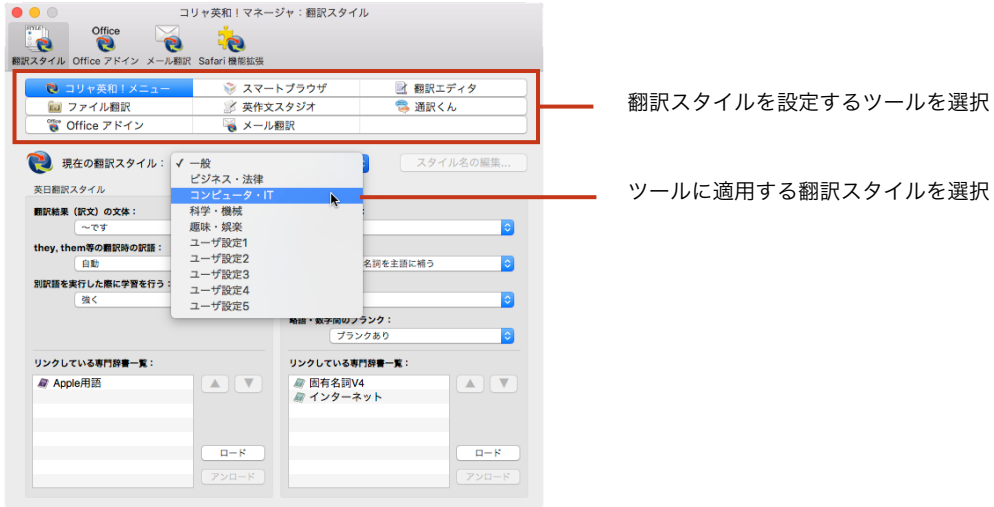 コリャ英和！マネージャ：翻訳スタイル
STYLE
Office
翻訳スタイル Office アドイン メール翻訳 Safari 機能拡張
コリャ英和！メニュー スマートブラウザ 翻訳エディタ
ファイル翻訳 英作文スタジオ 通訳くん
Office アドイン メール翻訳
翻訳スタイルを設定するツールを選択
現在の翻訳スタイル： ✓ 一般 スタイル名の編集...
ビジネス・法律
コンピュータ・IT
科学・機械
趣味・娯楽
ユーザ設定1
ユーザ設定2
ユーザ設定3
ユーザ設定4
ユーザ設定5
ツールに適用する翻訳スタイルを選択
英日翻訳スタイル
翻訳結果（訳文）の文体： ：
〜です
they, them等の翻訳時の訳語：
自動 名詞を主語に補う
別訳語を実行した際に学習を行う：
強く
略語・数字間のブランク：
ブランクあり
リンクしている専門辞書一覧： リンクしている専門辞書一覧：
Apple用語 固有名詞V4
インターネット
ロード ロード
アンロード アンロード